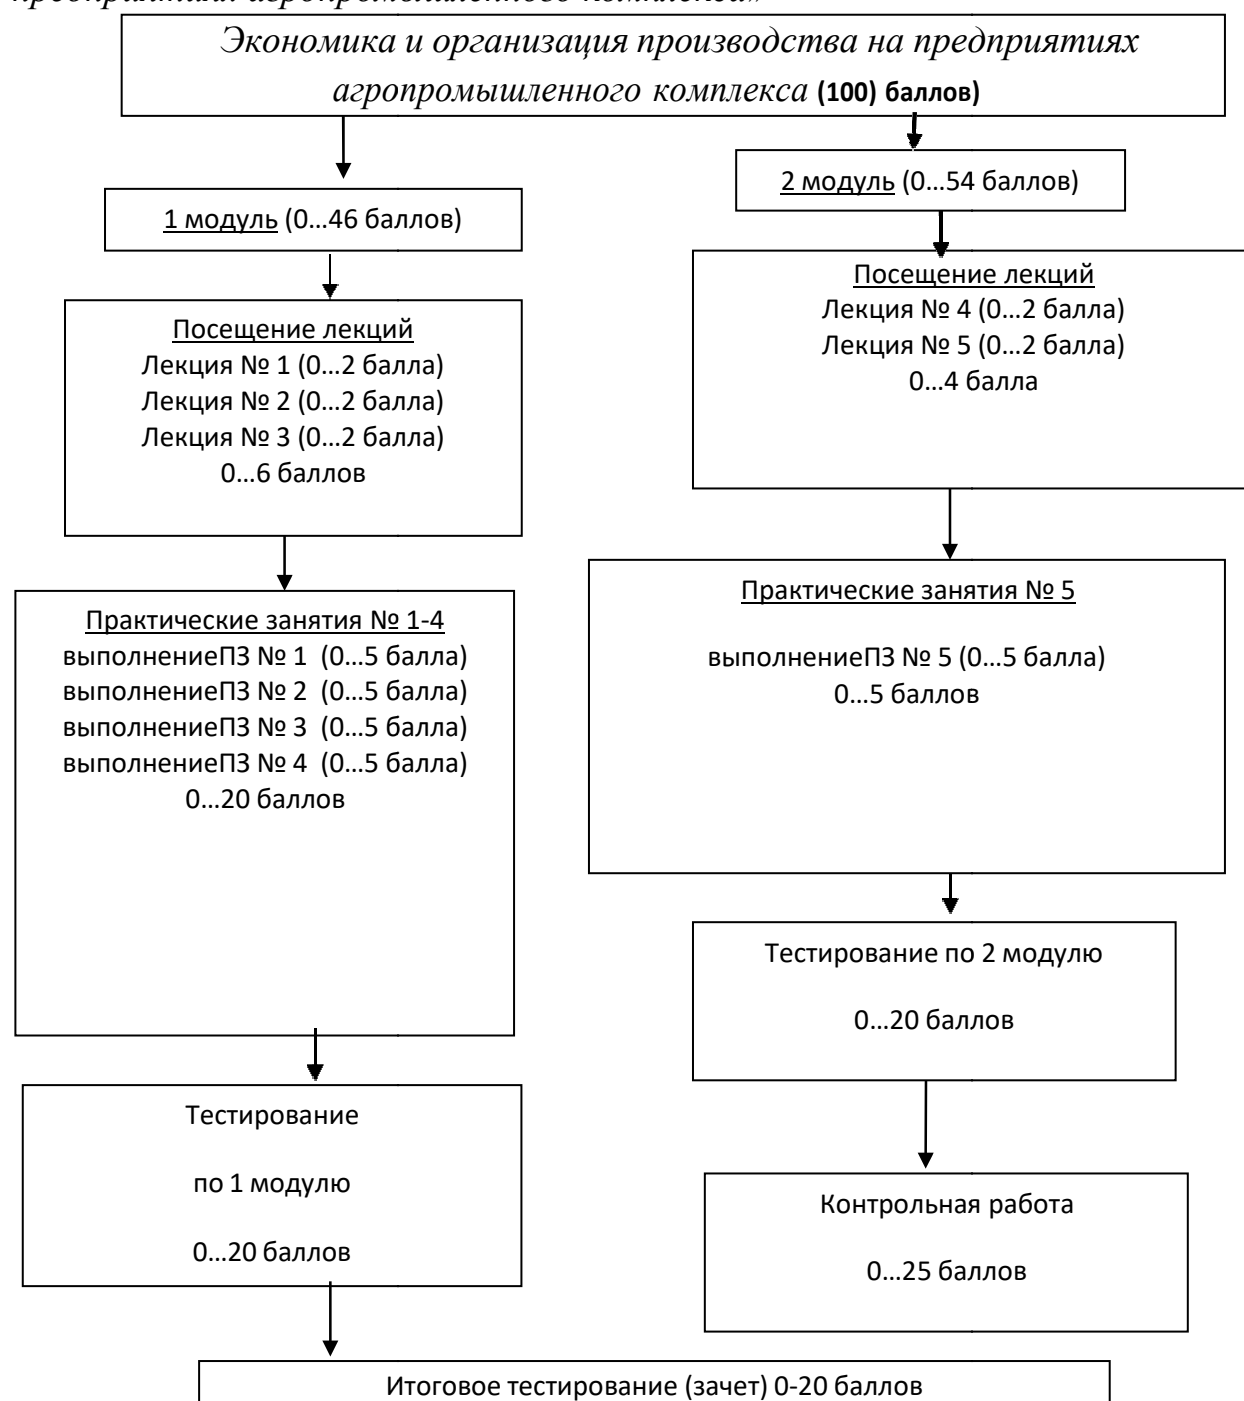 предприятиях агропромышленного комплекса»
Экономика и организация производства на предприятиях
агропромышленного комплекса (100) баллов)
1 модуль (0...46 баллов)
Посещение лекций
Лекция № 1 (0...2 балла)
Лекция № 2 (0...2 балла)
Лекция № 3 (0...2 балла)
0...6 баллов
Практические занятия № 1-4
выполнениеПЗ № 1 (0...5 балла)
выполнениеПЗ № 2 (0...5 балла)
выполнениеПЗ № 3 (0...5 балла)
выполнениеПЗ № 4 (0...5 балла)
0...20 баллов
Тестирование
по 1 модулю
0...20 баллов
2 модуль (0...54 баллов)
Посещение лекций
Лекция № 4 (0...2 балла)
Лекция № 5 (0...2 балла)
0...4 балла
Практические занятия № 5
выполнениеПЗ № 5 (0...5 балла)
0...5 баллов
Тестирование по 2 модулю
0...20 баллов
Контрольная работа
0...25 баллов
Итоговое тестирование (зачет) 0-20 баллов